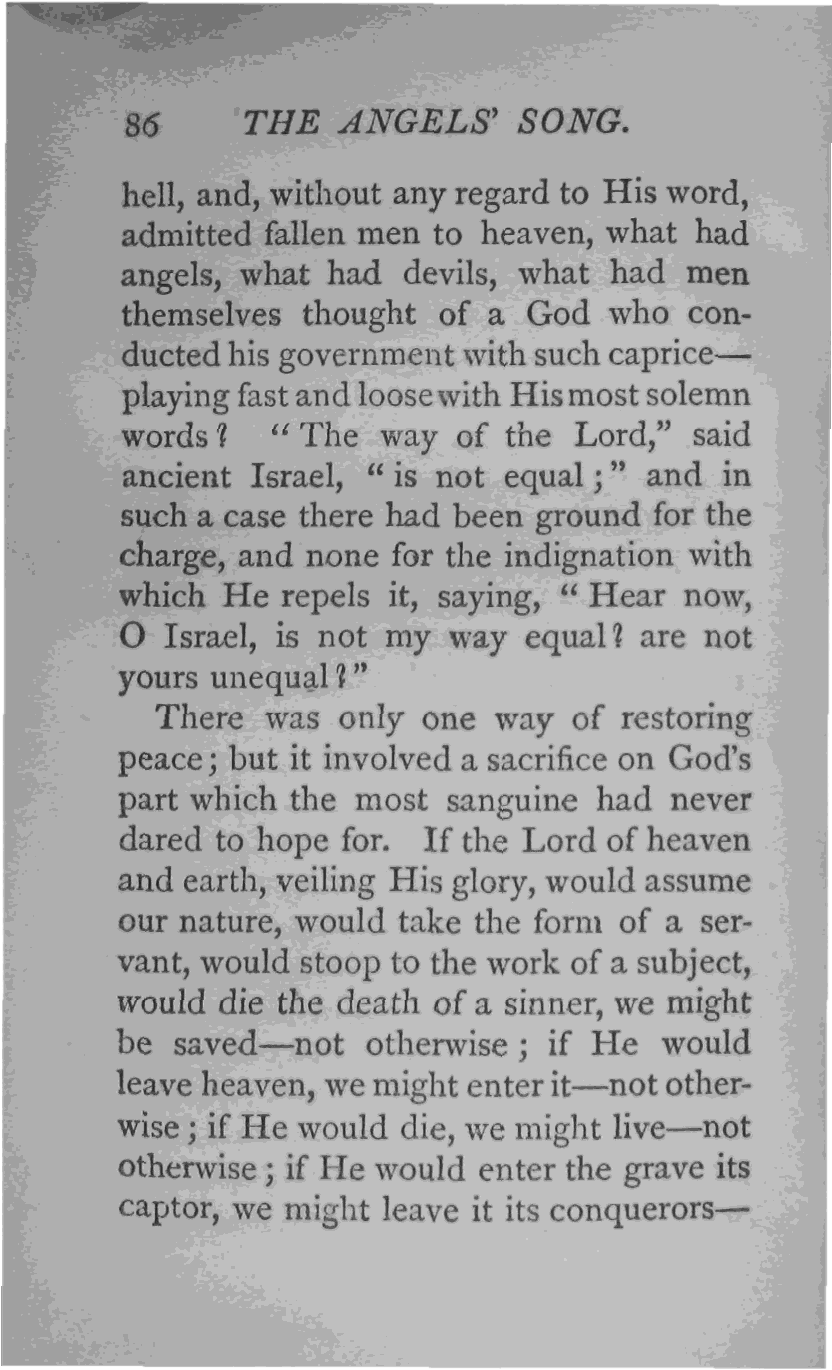 86 THE ANGELS' SONG.
hell, and, without any regard to His word,
admitted fallen men to heaven, what had
angels, what had devils, what had men
themselves thought of a God who con-
ducted his government with such caprice—
playing fast and loose with His most solemn
words? “ The way of the Lord,” said
ancient Israel, “ is not equal ; ” and in
such a case there had been ground for the
charge, and none for the indignation with
which He repels it, saying, “ Hear now,
O Israel, is not my way equal? are not
yours unequal?”
There was only one way of restoring
peace ; but it involved a sacrifice on God's
part which the most sanguine had never
dared to hope for. If the Lord of heaven
and earth, veiling His glory, would assume
our nature, would take the form of a ser-
vant, would stoop to the work of a subject,
would die the death of a sinner, we might
be saved—not otherwise ; if He would
leave heaven, we might enter it—not other-
wise ; if He would die, we might live—not
otherwise ; if He would enter the grave its
captor, we might leave it its conquerors—